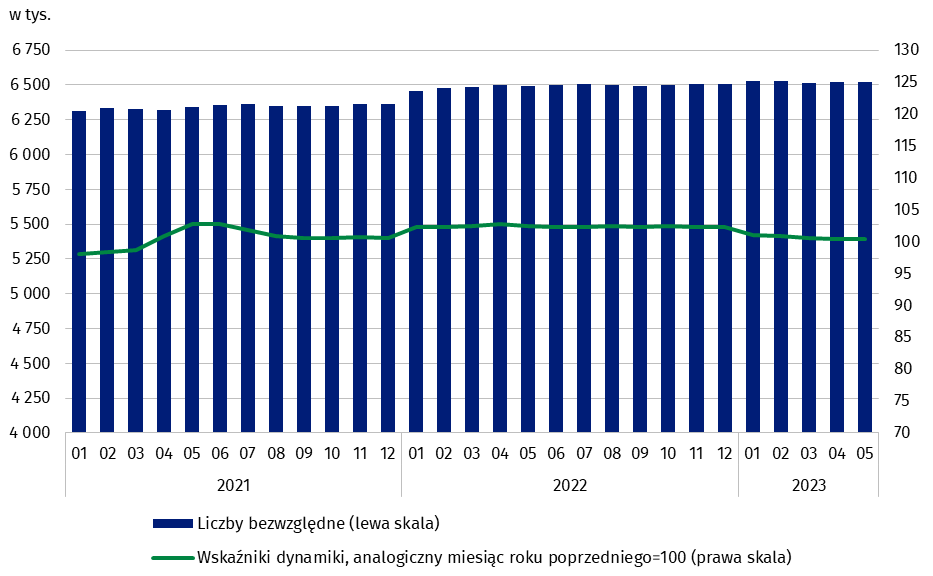 w tys.
6 750 130
6 500 125
6 250 120
6 000 115
5 750 110
5 500 105
5 250 100
5 000 95
4 750 90
4 500 85
4 250 80
4 000 75
70
01 02 03 04 05 06 07 08 09 10 11 12 01 02 03 04 05 06 07 08 09 10 11 12 01 02 03 04 05
2021 2022 2023
Liczby bezwzględne (lewa skala)
Wskaźniki dynamiki, analogiczny miesiąc roku poprzedniego=100 (prawa skala)